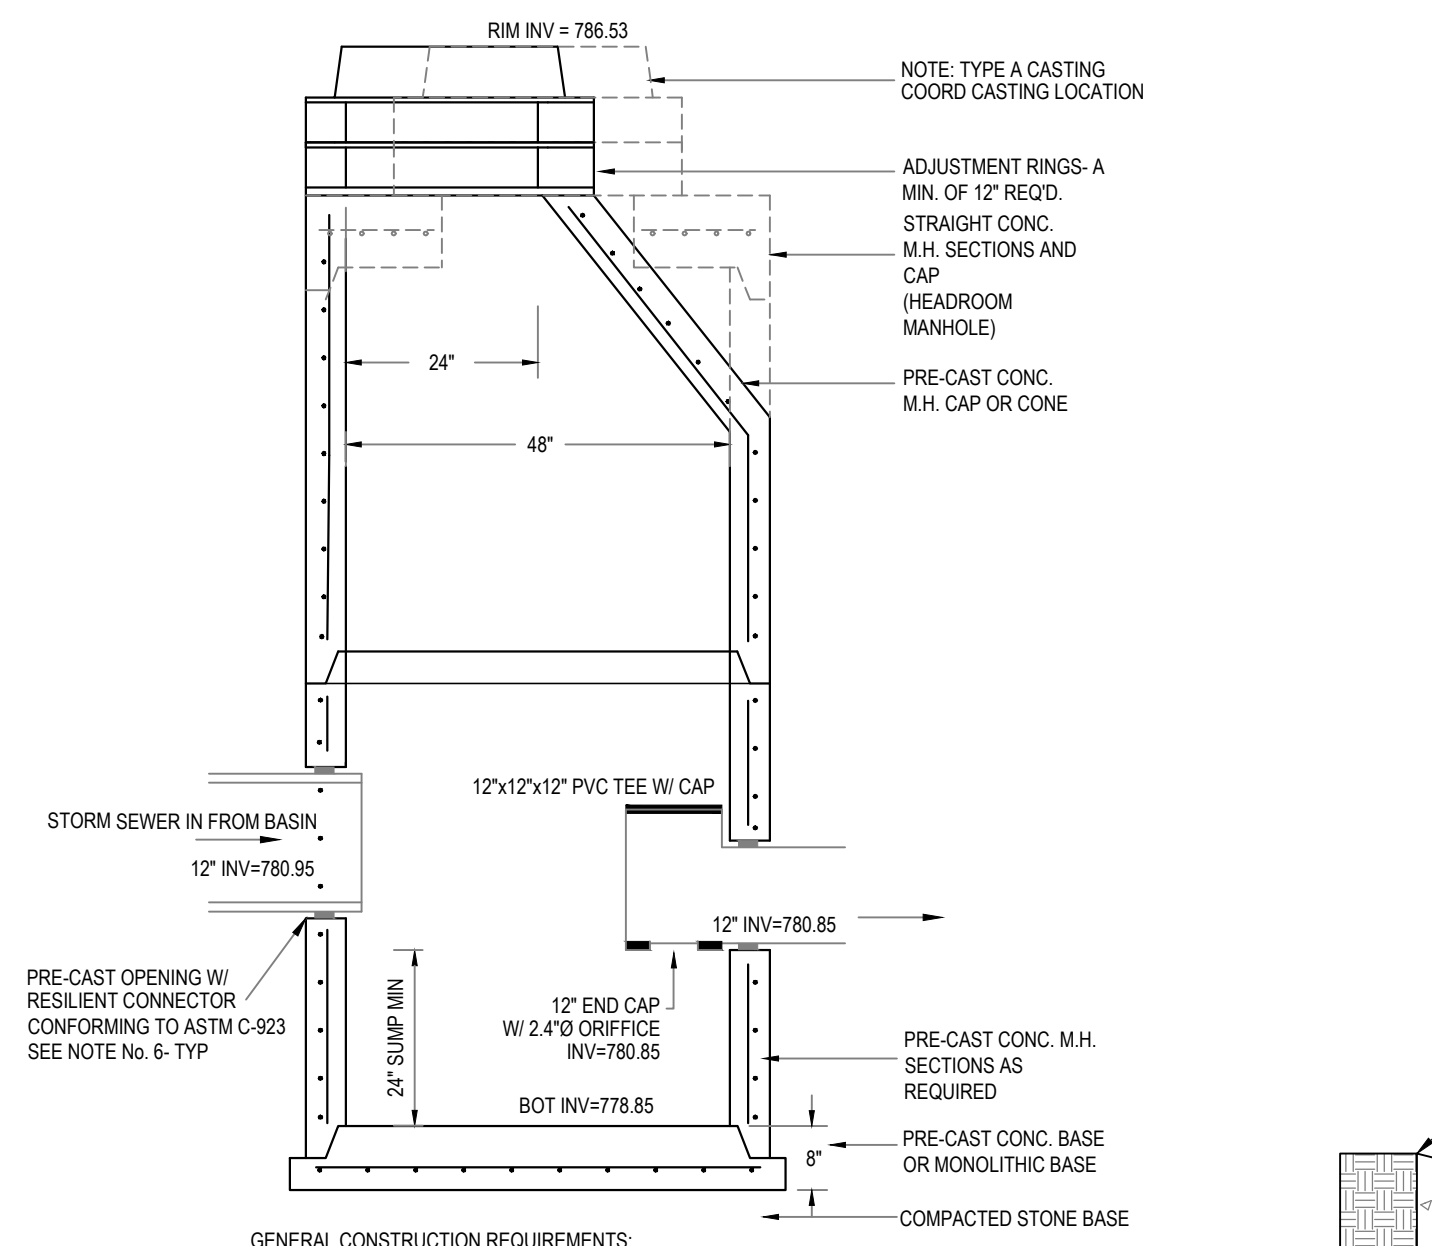 RIM INV = 786.53
NOTE: TYPE A CASTING
COORD CASTING LOCATION
ADJUSTMENT RINGS- A
MIN. OF 12" REQ'D.
STRAIGHT CONC.
M.H. SECTIONS AND
CAP
(HEADROOM
MANHOLE)
24"
PRE-CAST CONC.
M.H. CAP OR CONE
48"
12"x12"x12" PVC TEE W/ CAP
STORM SEWER IN FROM BASIN
12" INV=780.95
12" INV=780.85
PRE-CAST OPENING W/
RESILIENT CONNECTOR
CONFORMING TO ASTM C-923
SEE NOTE No. 6- TYP
24" SUMP MIN
12" END CAP
W/ 2.4"Ø ORIFFICE
INV=780.85
PRE-CAST CONC. M.H.
SECTIONS AS
REQUIRED
BOT INV=778.85
8"
PRE-CAST CONC. BASE
OR MONOLITHIC BASE
COMPACTED STONE BASE
GENERAL CONSTRUCTION REQUIREMENTS: